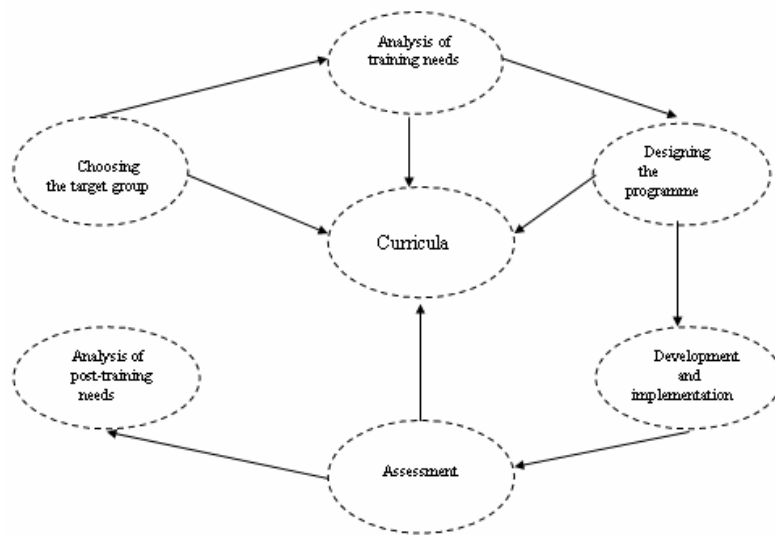 Analysis of
training needs
Choosing
the target group
Designing
the
programme
Curricula
Analysis of
post-training
needs
Development
and
implementation
Assessment